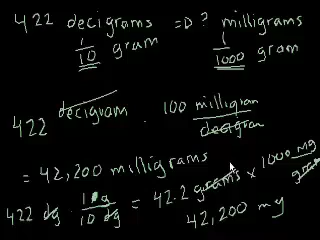 422 decigrams ⇒ ? milligrams
1/10 gram 1/1000 gram
422 decigram · 100 milligram/decigram
= 42,200 milligrams
422 dg · 1g/10 dg = 42.2 grams × 1000 mg/gram
42,200 mg